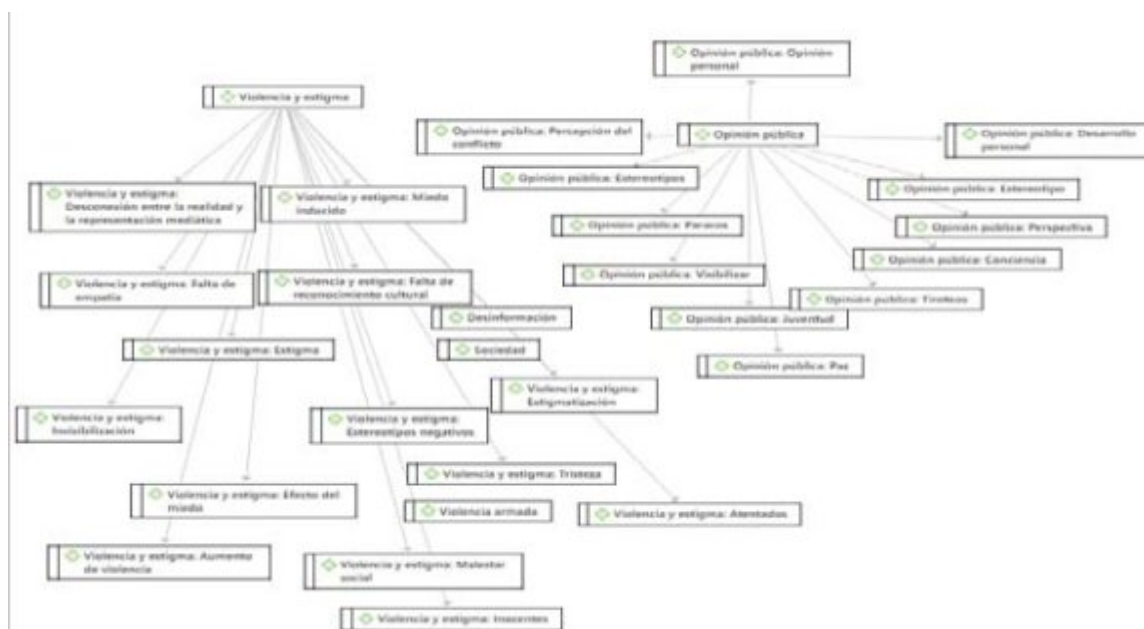 Opinión pública: Opinión
personal
Violencia y estigma
Opinión pública: Percepción del
conflicto
Opinión pública
Opinión pública: Desarrollo
personal
Violencia y estigma:
Desconexión entre la realidad y
la representación mediática
Violencia y estigma: Miedo
inducido
Opinión pública: Estereotipos
Opinión pública: Estereotipo
Opinión pública: Paracos
Opinión pública: Perspectiva
Opinión pública: Visibilizar
Opinión pública: Conciencia
Violencia y estigma: Falta de
empatía
Violencia y estigma: Falta de
reconocimiento cultural
Opinión pública: Tiroteos
Desinformación
Opinión pública: Juventud
Violencia y estigma: Estigma
Sociedad
Opinión pública: Paz
Violencia y estigma:
Estigmatización
Violencia y estigma:
Invisibilización
Violencia y estigma:
Estereotipos negativos
Violencia y estigma: Tristeza
Violencia y estigma: Efecto del
miedo
Violencia armada
Violencia y estigma: Atentados
Violencia y estigma: Aumento
de violencia
Violencia y estigma: Malestar
social
Violencia y estigma: Inocentes